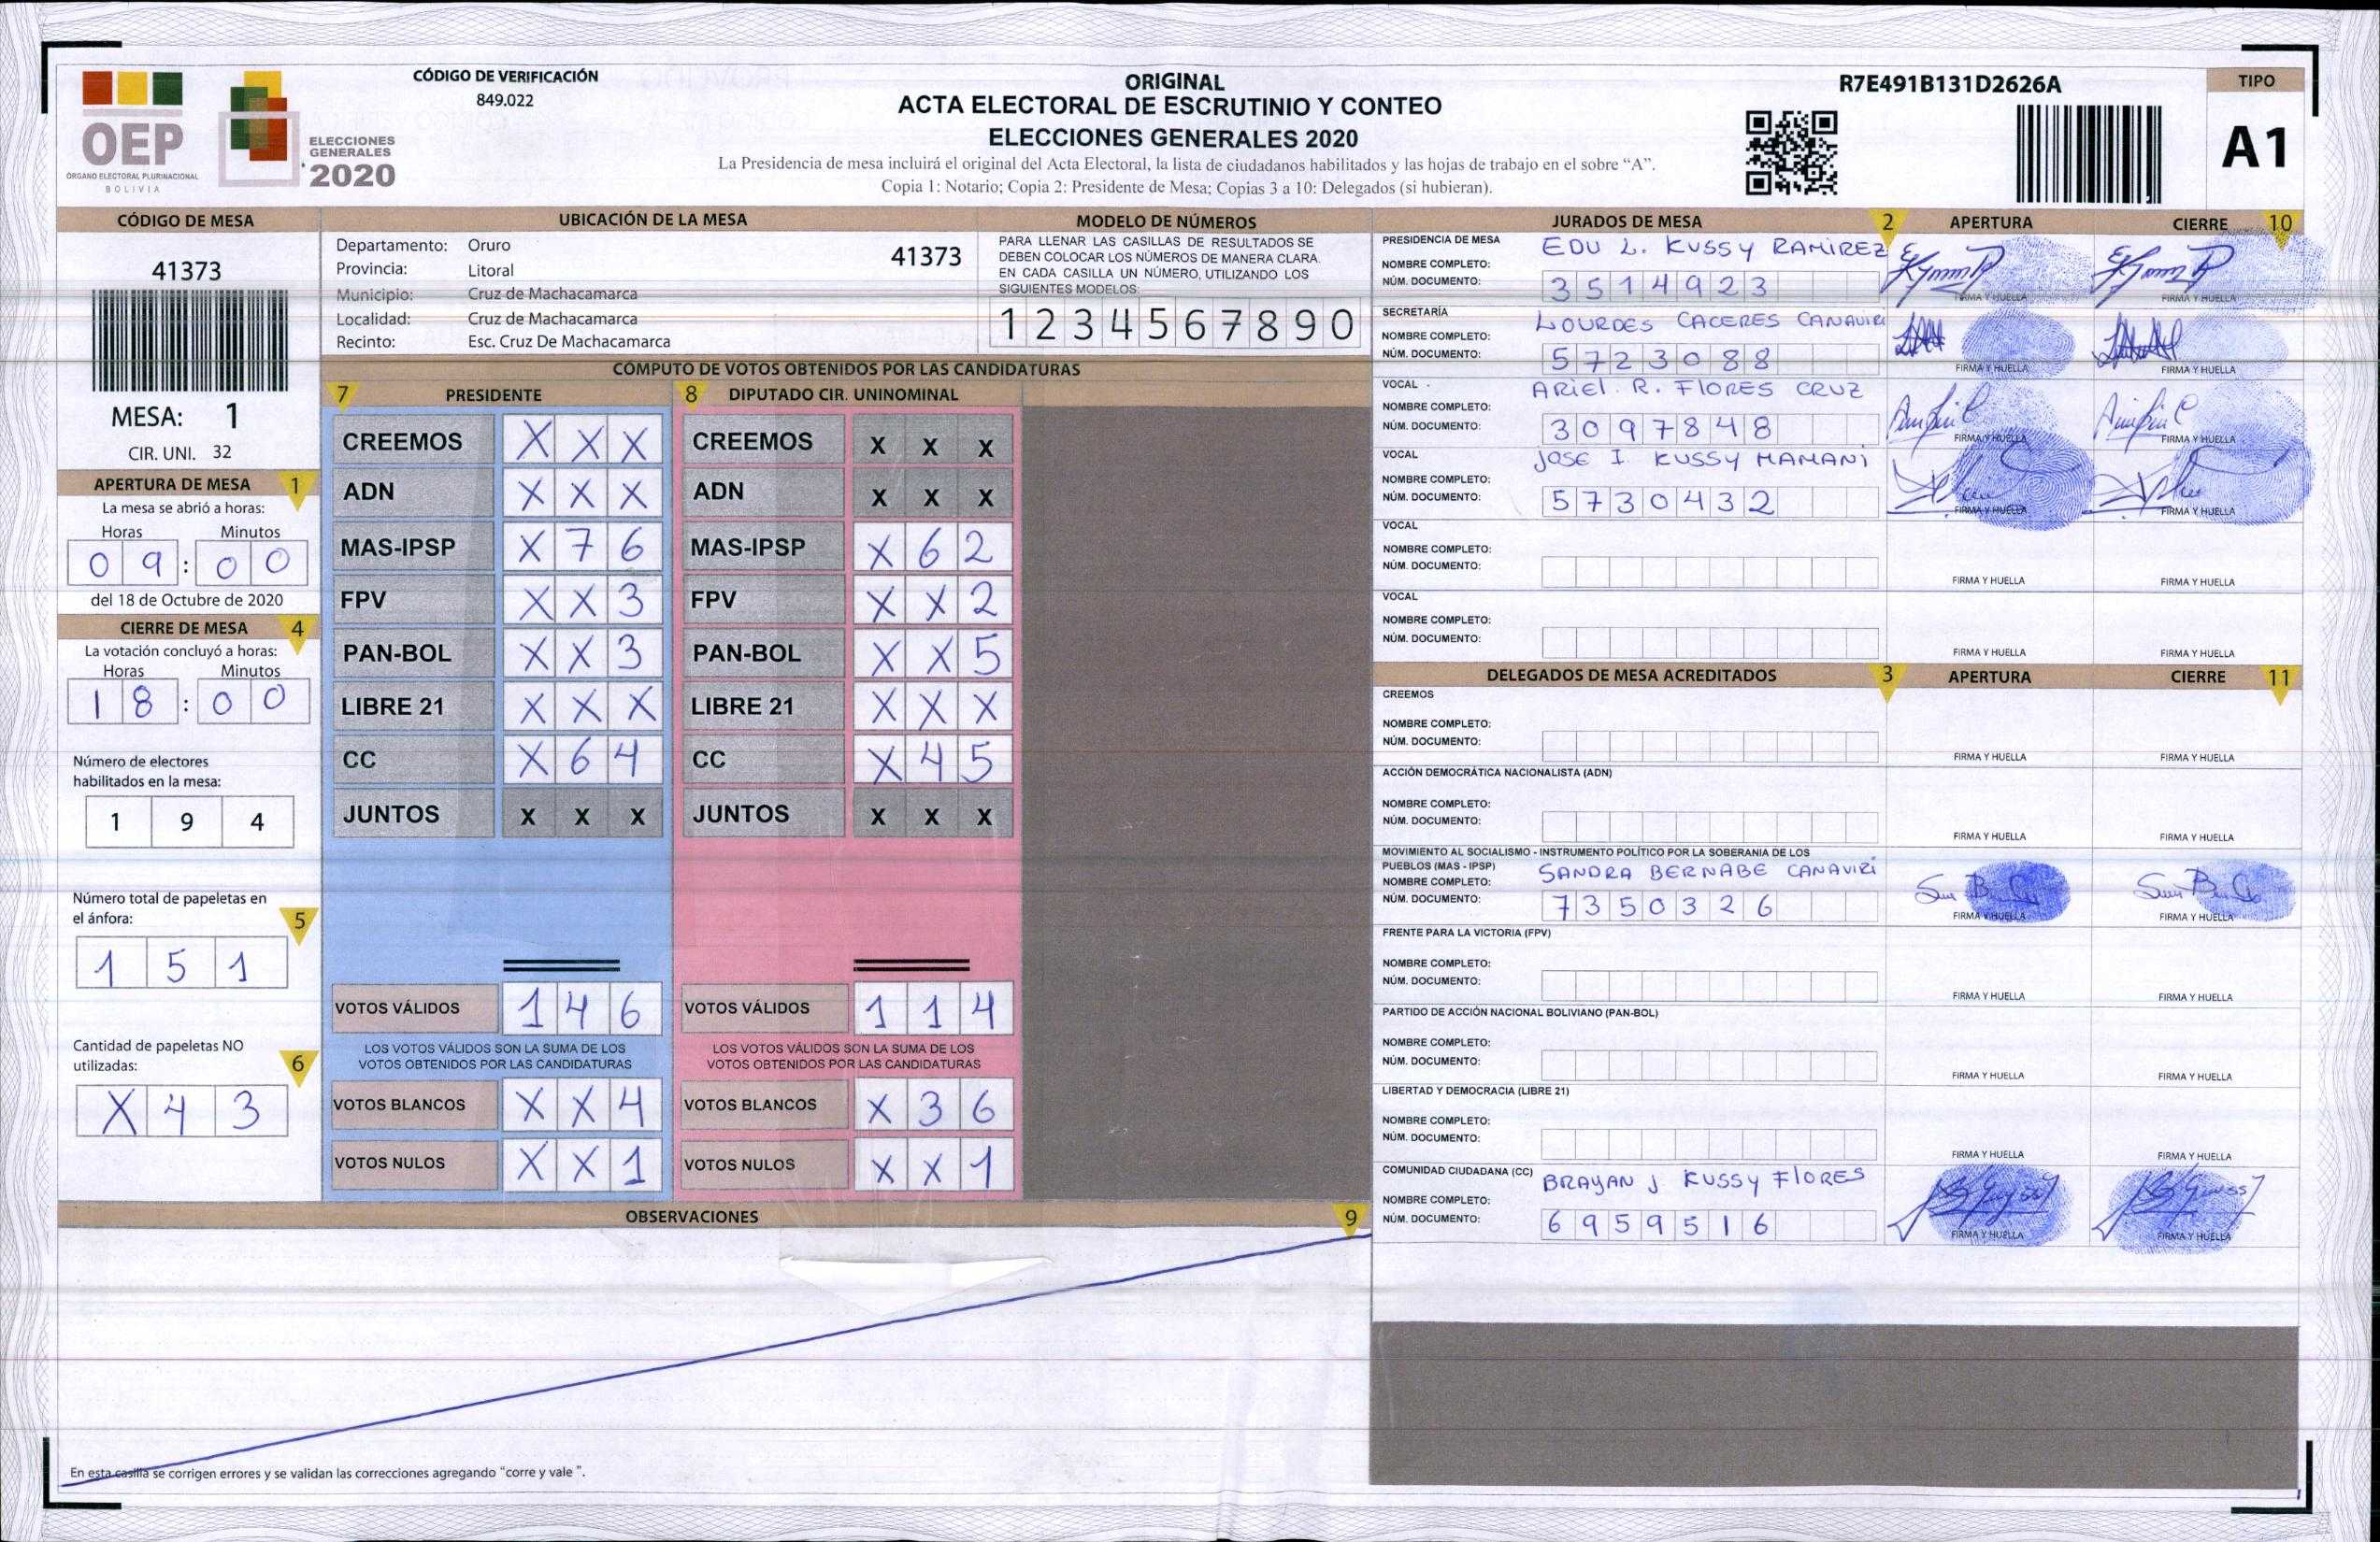 OEP
ÓRGANO ELECTORAL PLURINACIONAL
BOLIVIA
ELECCIONES
GENERALES
2020
CÓDIGO DE VERIFICACIÓN
849.022
ORIGINAL
ACTA ELECTORAL DE ESCRUTINIO Y CONTEO
ELECCIONES GENERALES 2020
La Presidencia de mesa incluirá el original del Acta Electoral, la lista de ciudadanos habilitados y las hojas de trabajo en el sobre “A”.
Copia 1: Notario; Copia 2: Presidente de Mesa; Copias 3 a 10: Delegados (si hubieran).
R7E491B131D2626A
TIPO
A1
CÓDIGO DE MESA
41373
MESA: 1
CIR. UNI. 32
APERTURA DE MESA 1
La mesa se abrió a horas:
Horas Minutos
09:00
del 18 de Octubre de 2020
CIERRE DE MESA 4
La votación concluyó a horas:
Horas Minutos
18:00
Número de electores
habilitados en la mesa:
1 9 4
Número total de papeletas en
el ánfora: 5
1 5 1
Cantidad de papeletas NO
utilizadas: 6
X 4 3
UBICACIÓN DE LA MESA
Departamento: Oruro 41373
Provincia: Litoral
Municipio: Cruz de Machacamarca
Localidad: Cruz de Machacamarca
Recinto: Esc. Cruz De Machacamarca
MODELO DE NÚMEROS
PARA LLENAR LAS CASILLAS DE RESULTADOS SE
DEBEN COLOCAR LOS NÚMEROS DE MANERA CLARA.
EN CADA CASILLA UN NÚMERO, UTILIZANDO LOS
SIGUIENTES MODELOS:
1 2 3 4 5 6 7 8 9 0
CÓMPUTO DE VOTOS OBTENIDOS POR LAS CANDIDATURAS
7 PRESIDENTE
CREEMOS X X X
ADN X X X
MAS-IPSP X 7 6
FPV X X 3
PAN-BOL X X 3
LIBRE 21 X X X
CC X 6 4
JUNTOS X X X
VOTOS VÁLIDOS 1 4 6
LOS VOTOS VÁLIDOS SON LA SUMA DE LOS
VOTOS OBTENIDOS POR LAS CANDIDATURAS
VOTOS BLANCOS X X 4
VOTOS NULOS X X 1
8 DIPUTADO CIR. UNINOMINAL
CREEMOS X X X
ADN X X X
MAS-IPSP X 6 2
FPV X X 2
PAN-BOL X X 5
LIBRE 21 X X X
CC X 4 5
JUNTOS X X X
VOTOS VÁLIDOS 1 1 4
LOS VOTOS VÁLIDOS SON LA SUMA DE LOS
VOTOS OBTENIDOS POR LAS CANDIDATURAS
VOTOS BLANCOS X 3 6
VOTOS NULOS X X 1
OBSERVACIONES 9
En esta casilla se corrigen errores y se validan las correcciones agregando “corre y vale ”.
JURADOS DE MESA 2 APERTURA CIERRE 10
PRESIDENCIA DE MESA
NOMBRE COMPLETO: EDU L. KUSSY RAMIREZ
NÚM. DOCUMENTO: 3514923
FIRMA Y HUELLA FIRMA Y HUELLA
SECRETARÍA
NOMBRE COMPLETO: LOURDES CACERES CANAVIRI
NÚM. DOCUMENTO: 5723088
FIRMA Y HUELLA FIRMA Y HUELLA
VOCAL
NOMBRE COMPLETO: ARIEL. R. FLORES CRUZ
NÚM. DOCUMENTO: 3097848
FIRMA Y HUELLA FIRMA Y HUELLA
VOCAL
NOMBRE COMPLETO: JOSE I KUSSY MAMANI
NÚM. DOCUMENTO: 5730432
FIRMA Y HUELLA FIRMA Y HUELLA
VOCAL
NOMBRE COMPLETO:
NÚM. DOCUMENTO:
FIRMA Y HUELLA FIRMA Y HUELLA
VOCAL
NOMBRE COMPLETO:
NÚM. DOCUMENTO:
FIRMA Y HUELLA FIRMA Y HUELLA
DELEGADOS DE MESA ACREDITADOS 3 APERTURA CIERRE 11
CREEMOS
NOMBRE COMPLETO:
NÚM. DOCUMENTO:
FIRMA Y HUELLA FIRMA Y HUELLA
ACCIÓN DEMOCRÁTICA NACIONALISTA (ADN)
NOMBRE COMPLETO:
NÚM. DOCUMENTO:
FIRMA Y HUELLA FIRMA Y HUELLA
MOVIMIENTO AL SOCIALISMO - INSTRUMENTO POLÍTICO POR LA SOBERANIA DE LOS
PUEBLOS (MAS - IPSP)
NOMBRE COMPLETO: SANDRA BERNABE CANAVIRI
NÚM. DOCUMENTO: 7350326
FIRMA Y HUELLA FIRMA Y HUELLA
FRENTE PARA LA VICTORIA (FPV)
NOMBRE COMPLETO:
NÚM. DOCUMENTO:
FIRMA Y HUELLA FIRMA Y HUELLA
PARTIDO DE ACCIÓN NACIONAL BOLIVIANO (PAN-BOL)
NOMBRE COMPLETO:
NÚM. DOCUMENTO:
FIRMA Y HUELLA FIRMA Y HUELLA
LIBERTAD Y DEMOCRACIA (LIBRE 21)
NOMBRE COMPLETO:
NÚM. DOCUMENTO:
FIRMA Y HUELLA FIRMA Y HUELLA
COMUNIDAD CIUDADANA (CC)
NOMBRE COMPLETO: BRAYAN J KUSSY FLORES
NÚM. DOCUMENTO: 6959516
FIRMA Y HUELLA FIRMA Y HUELLA